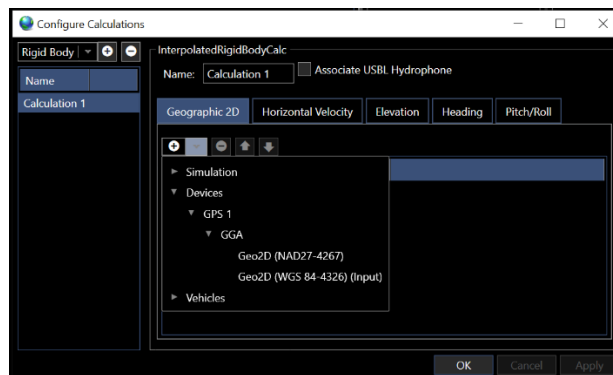 Configure Calculations
Rigid Body
Name
Calculation 1
InterpolatedRigidBodyCalc
Name: Calculation 1 Associate USBL Hydrophone
Geographic 2D Horizontal Velocity Elevation Heading Pitch/Roll
Simulation
Devices
GPS 1
GGA
Geo2D (NAD27-4267)
Geo2D (WGS 84-4326) (Input)
Vehicles
OK Cancel Apply